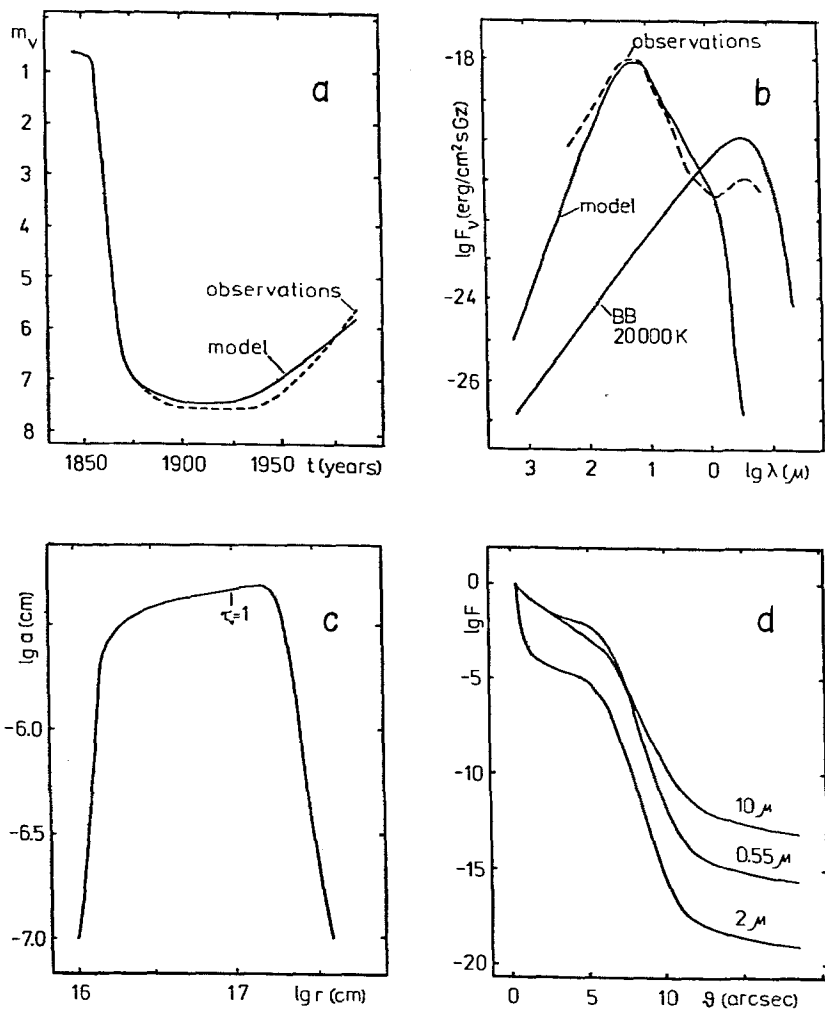 m_v
1
2
3
4
5
6
7
8
a
observations
model
1850
1900
1950
t (years)
-18
-24
-26
lg F_ν (erg/cm² s Gz)
b
observations
model
BB
20 000 K
3
2
1
0
lg λ (μ)
lg a (cm)
-6.0
-6.5
-7.0
c
τ_v=1
16
17
lg r (cm)
lg F
0
-5
-10
-15
-20
d
10 μ
0.55 μ
2 μ
0
5
10
ϑ (arcsec)